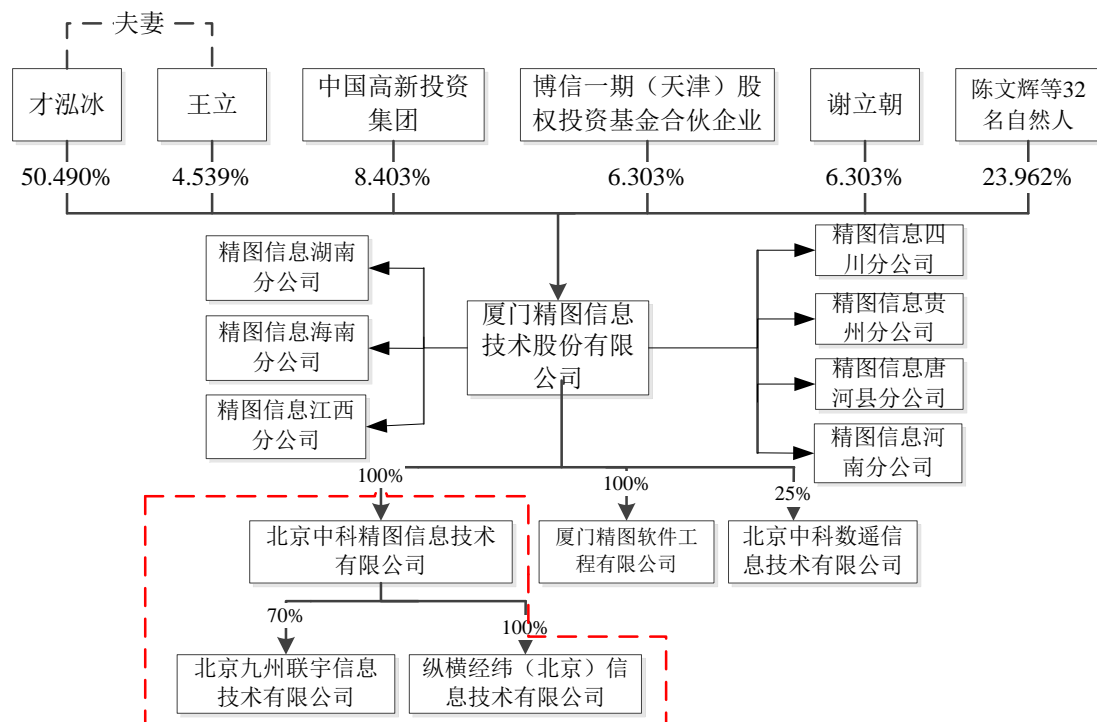 夫妻
才泓冰
王立
中国高新投资
集团
博信一期（天津）股
权投资基金合伙企业
谢立朝
陈文辉等32
名自然人
50.490%
4.539%
8.403%
6.303%
6.303%
23.962%
精图信息湖南
分公司
精图信息海南
分公司
精图信息江西
分公司
厦门精图信息
技术股份有限
公司
精图信息四
川分公司
精图信息贵
州分公司
精图信息唐
河县分公司
精图信息河
南分公司
100%
100%
25%
北京中科精图信息技术
有限公司
厦门精图软件工
程有限公司
北京中科数遥信
息技术有限公司
70%
100%
北京九州联宇信息
技术有限公司
纵横经纬（北京）信
息技术有限公司